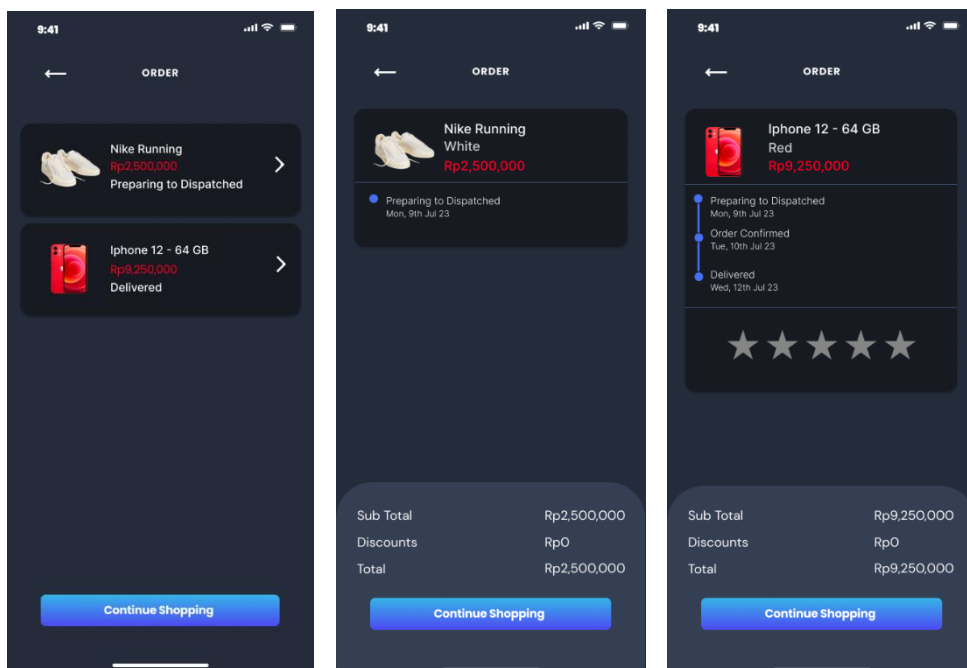 9:41
ORDER
Nike Running
Rp2,500,000
Preparing to Dispatched
Iphone 12 - 64 GB
Rp9,250,000
Delivered
Continue Shopping
9:41
ORDER
Nike Running
White
Rp2,500,000
Preparing to Dispatched
Mon, 9th Jul 23
Sub Total Rp2,500,000
Discounts Rp0
Total Rp2,500,000
Continue Shopping
9:41
ORDER
Iphone 12 - 64 GB
Red
Rp9,250,000
Preparing to Dispatched
Mon, 9th Jul 23
Order Confirmed
Tue, 10th Jul 23
Delivered
Wed, 12th Jul 23
Sub Total Rp9,250,000
Discounts Rp0
Total Rp9,250,000
Continue Shopping